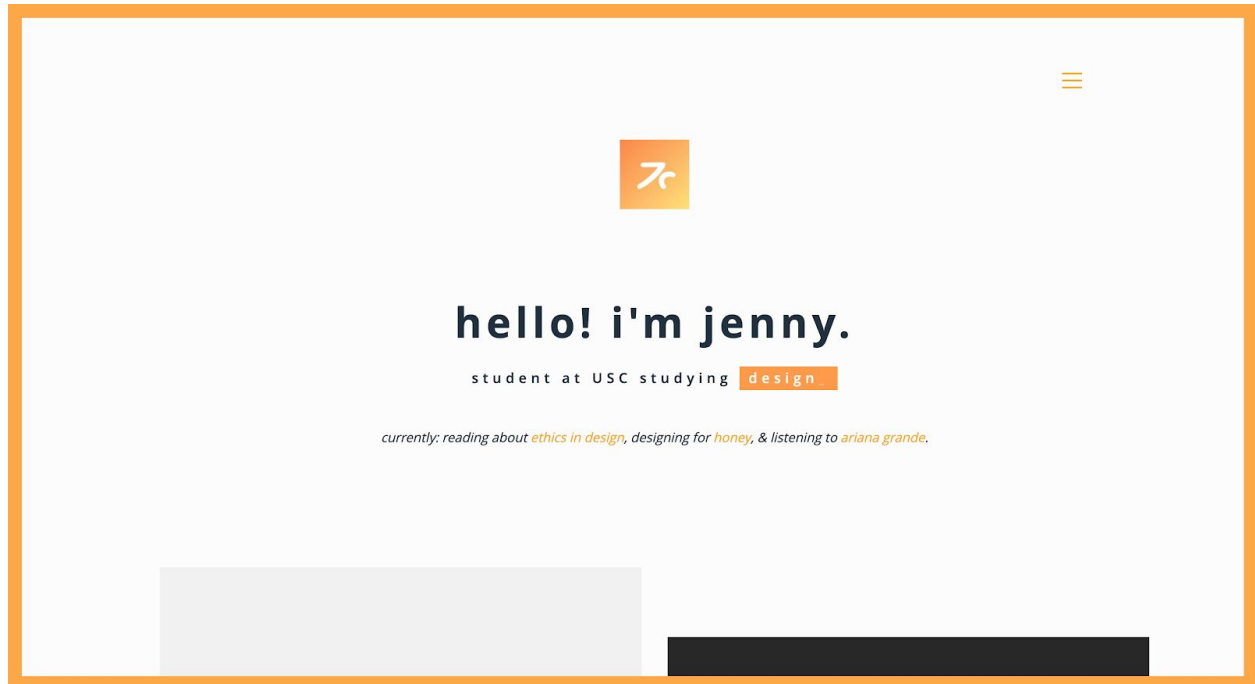 hello! i'm jenny.
student at USC studying design_
currently: reading about ethics in design, designing for honey, & listening to ariana grande.